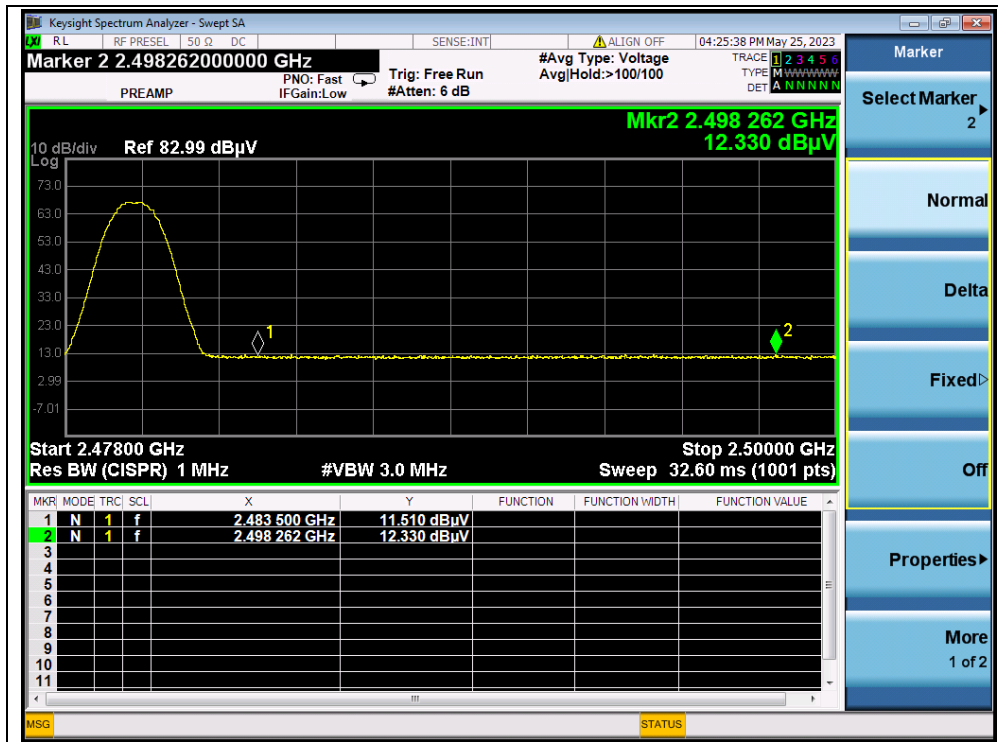 Keysight Spectrum Analyzer - Swept SA
LXI RL RF PRESEL 50 Ω DC SENSE:INT ALIGN OFF 04:25:38 PM May 25, 2023
Marker 2 2.498262000000 GHz
PREAMP
PNO: Fast
IFGain:Low
Trig: Free Run
#Atten: 6 dB
#Avg Type: Voltage
Avg|Hold:>100/100
TRACE 1 2 3 4 5 6
TYPE M W W W W W
DET A N N N N N
Mkr2 2.498 262 GHz
12.330 dBµV
10 dB/div Ref 82.99 dBµV
Log
73.0
63.0
53.0
43.0
33.0
23.0
13.0
2.99
-7.01
1
2
Start 2.47800 GHz Stop 2.50000 GHz
Res BW (CISPR) 1 MHz #VBW 3.0 MHz Sweep 32.60 ms (1001 pts)
MKR MODE TRC SCL X Y FUNCTION FUNCTION WIDTH FUNCTION VALUE
1 N 1 f 2.483 500 GHz 11.510 dBµV
2 N 1 f 2.498 262 GHz 12.330 dBµV
3
4
5
6
7
8
9
10
11
MSG STATUS
Marker
Select Marker
2
Normal
Delta
Fixed
Off
Properties
More
1 of 2